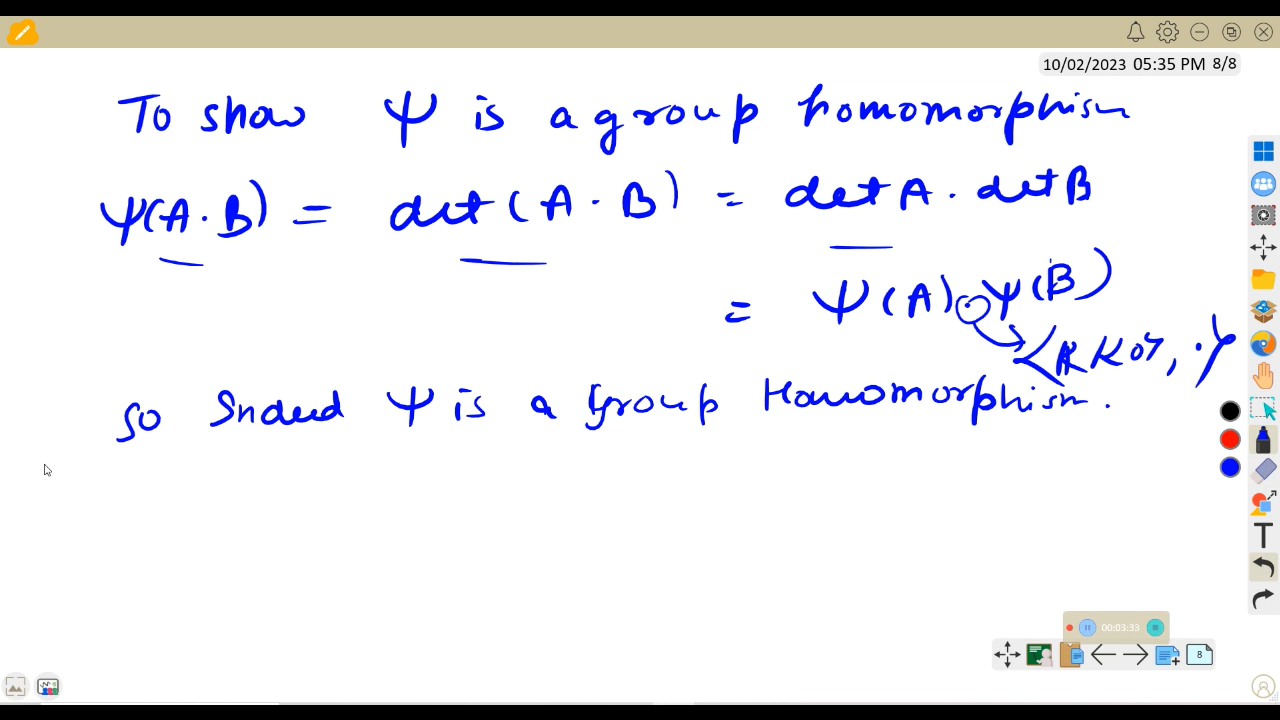 10/02/2023 05:35 PM 8/8
To show Ψ is a group homomorphism
Ψ(A·B) = det(A·B) = det A · det B
= Ψ(A)·Ψ(B)
⟨R\{0}, ·⟩
So Indeed Ψ is a Group Homomorphism.
00:03:33
8